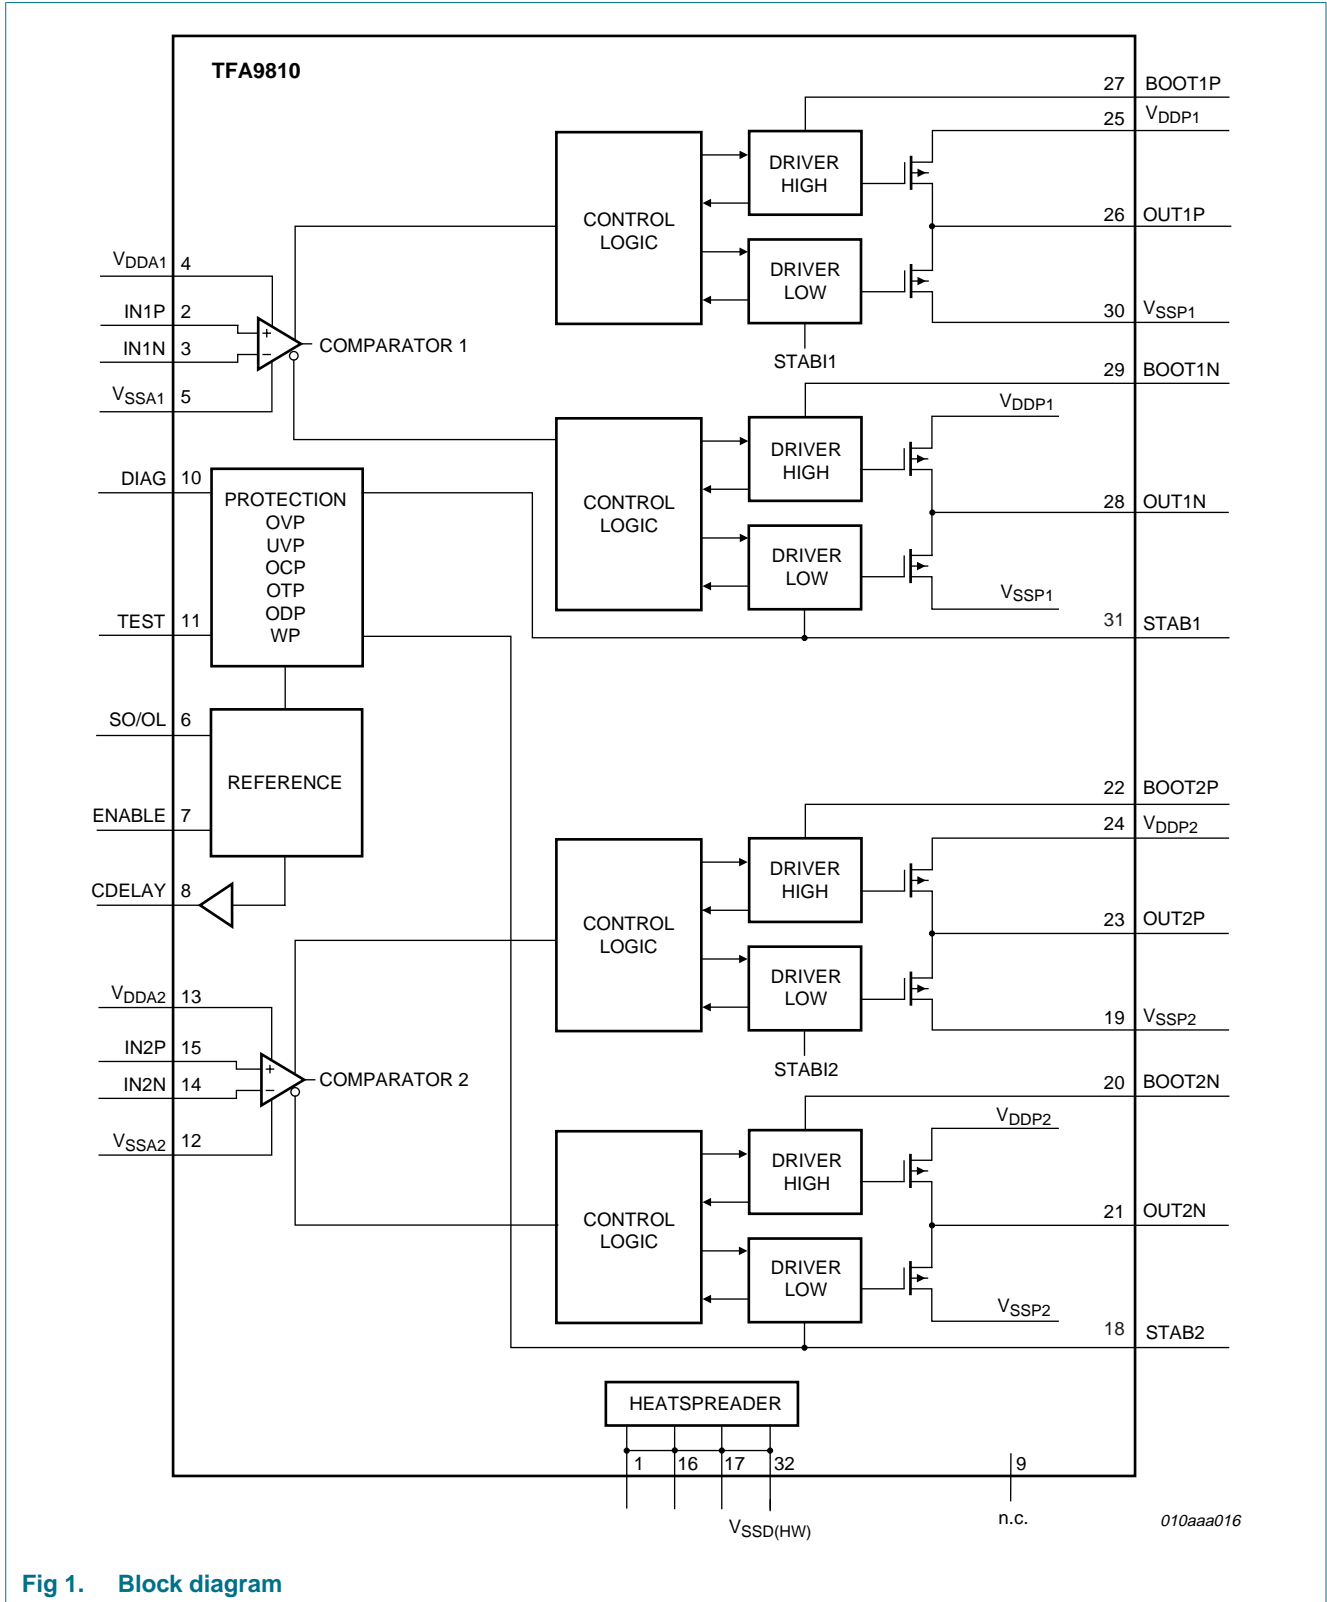 TFA9810
27 BOOT1P
25 VDDP1
DRIVER
HIGH
CONTROL
LOGIC
26 OUT1P
DRIVER
LOW
30 VSSP1
STABI1
VDDA1 4
IN1P 2
IN1N 3
VSSA1 5
+
−
COMPARATOR 1
29 BOOT1N
VDDP1
DRIVER
HIGH
CONTROL
LOGIC
28 OUT1N
DRIVER
LOW
VSSP1
31 STAB1
DIAG 10
TEST 11
PROTECTION
OVP
UVP
OCP
OTP
ODP
WP
SO/OL 6
REFERENCE
ENABLE 7
CDELAY 8
22 BOOT2P
24 VDDP2
DRIVER
HIGH
CONTROL
LOGIC
23 OUT2P
DRIVER
LOW
19 VSSP2
STABI2
VDDA2 13
IN2P 15
IN2N 14
VSSA2 12
+
−
COMPARATOR 2
20 BOOT2N
VDDP2
DRIVER
HIGH
CONTROL
LOGIC
21 OUT2N
DRIVER
LOW
VSSP2
18 STAB2
HEATSPREADER
1 16 17 32
9
VSSD(HW)
n.c.
010aaa016
Fig 1. Block diagram